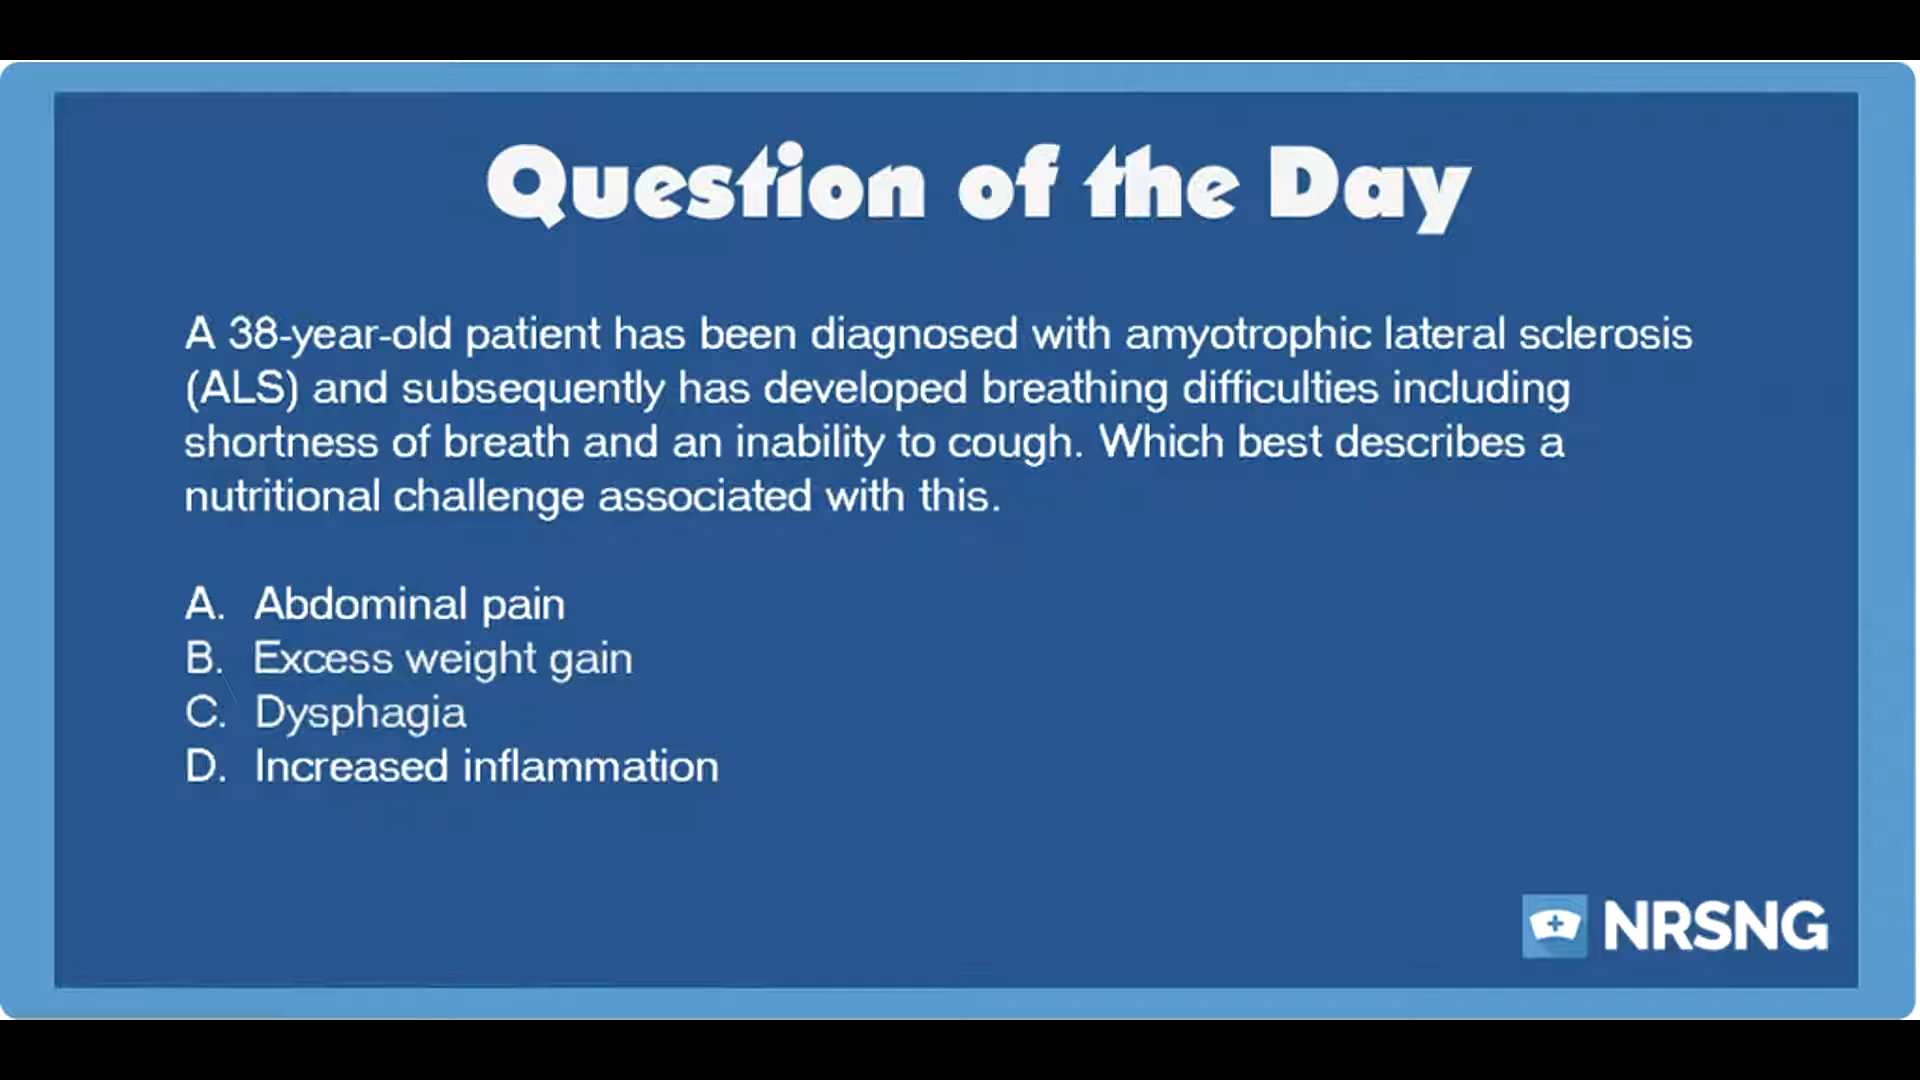 Question of the Day
A 38-year-old patient has been diagnosed with amyotrophic lateral sclerosis
(ALS) and subsequently has developed breathing difficulties including
shortness of breath and an inability to cough. Which best describes a
nutritional challenge associated with this.
A. Abdominal pain
B. Excess weight gain
C. Dysphagia
D. Increased inflammation
NRSNG